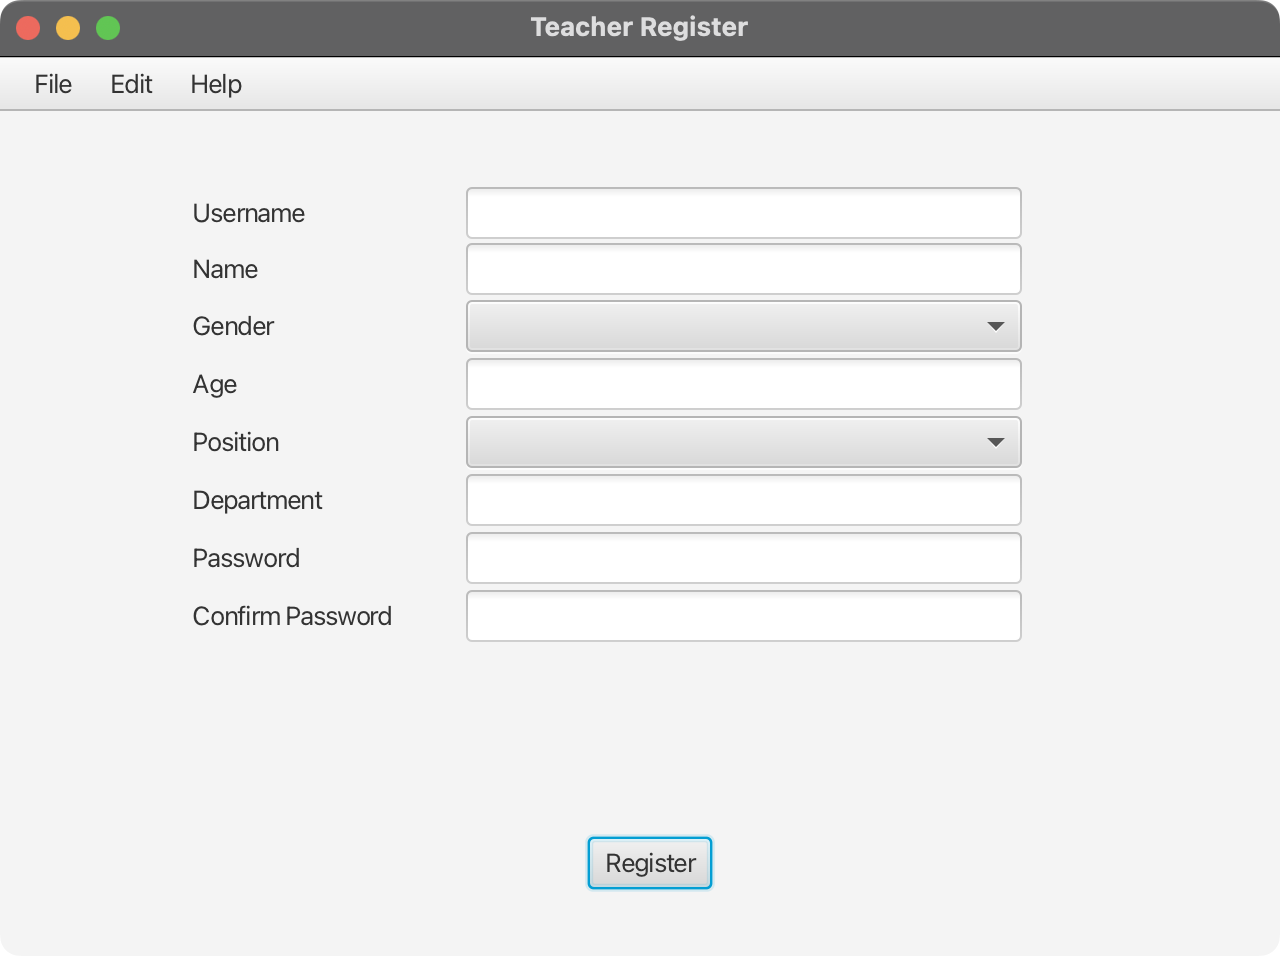 Teacher Register
File Edit Help
Username
Name
Gender
Age
Position
Department
Password
Confirm Password
Register